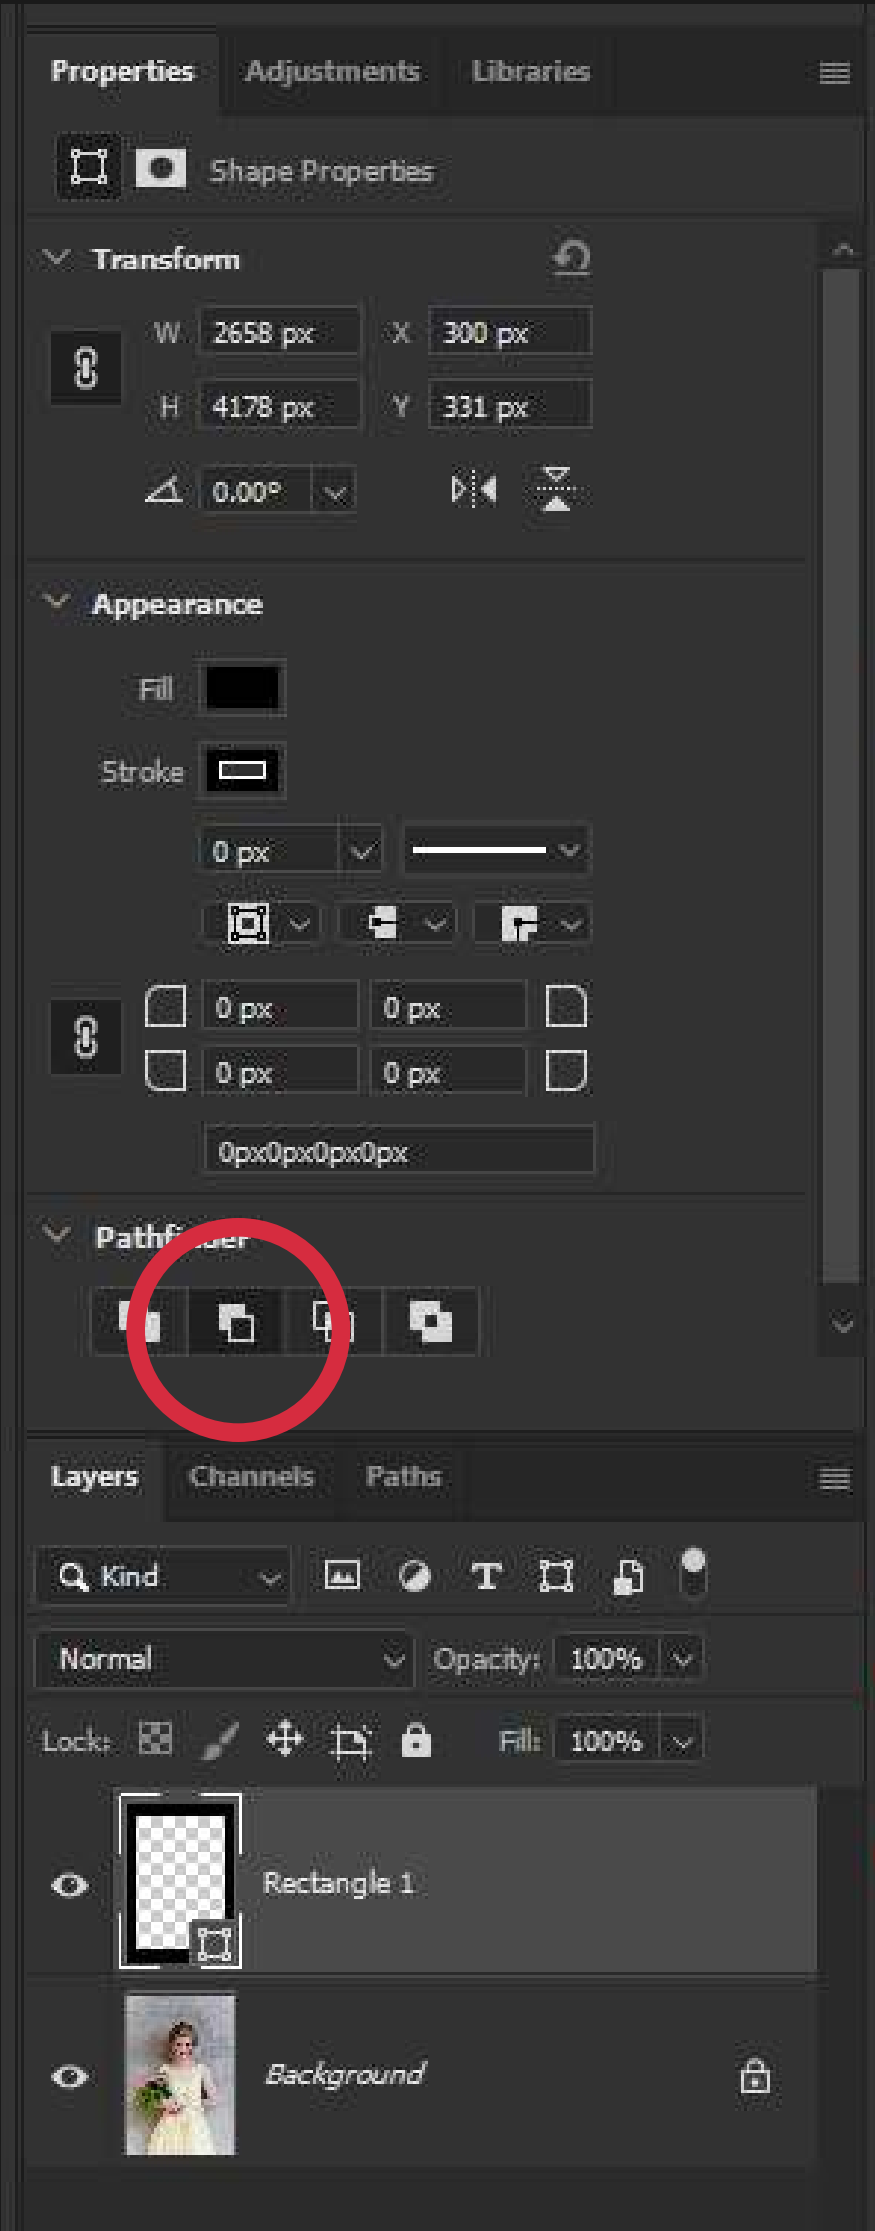 Properties Adjustments Libraries
Shape Properties
Transform
W 2658 px X 300 px
H 4178 px Y 331 px
0.00°
Appearance
Fill
Stroke
0 px
0 px 0 px
0 px 0 px
0px0px0px0px
Pathfinder
Layers Channels Paths
Kind
Normal Opacity: 100%
Lock: Fill: 100%
Rectangle 1
Background